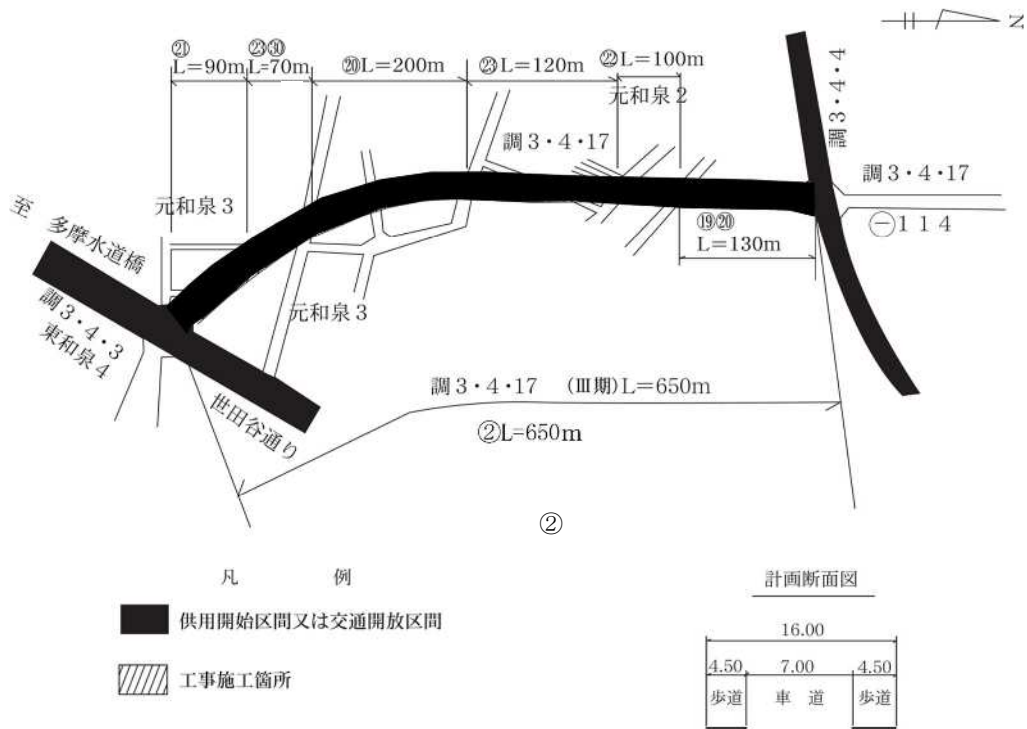 N
㉑
L=90m
㉓㉚
L=70m
⑳L=200m
㉓L=120m
㉒L=100m
元和泉2
調3・4・4
調3・4・17
調3・4・17
㊀114
元和泉3
至 多摩水道橋
⑲⑳
L=130m
調3・4・3
東和泉4
元和泉3
世田谷通り
調3・4・17 (Ⅲ期)L=650m
②L=650m
②
凡 例
供用開始区間又は交通開放区間
工事施工箇所
計画断面図
16.00
4.50 7.00 4.50
歩道 車 道 歩道